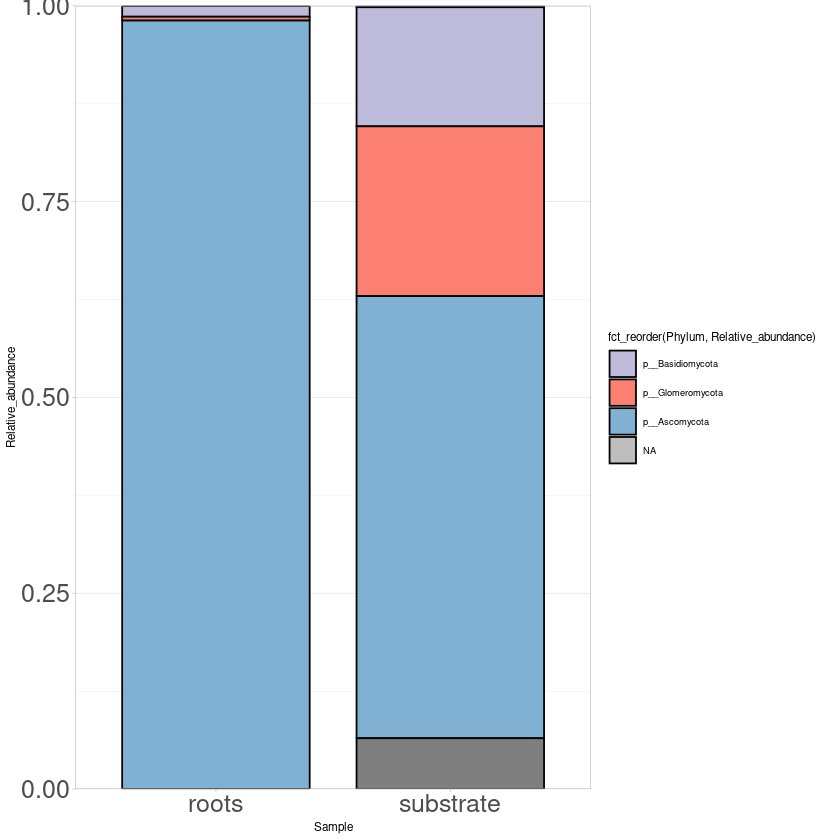 1.00
0.75
0.50
0.25
0.00
Relative_abundance
roots
substrate
Sample
fct_reorder(Phylum, Relative_abundance)
p__Basidiomycota
p__Glomeromycota
p__Ascomycota
NA